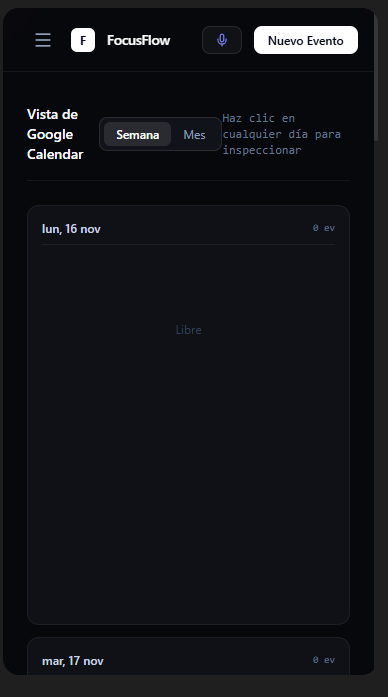 F
FocusFlow
Nuevo Evento
Vista de
Google
Calendar
Semana
Mes
Haz clic en
cualquier día para
inspeccionar
lun, 16 nov
0 ev
Libre
mar, 17 nov
0 ev